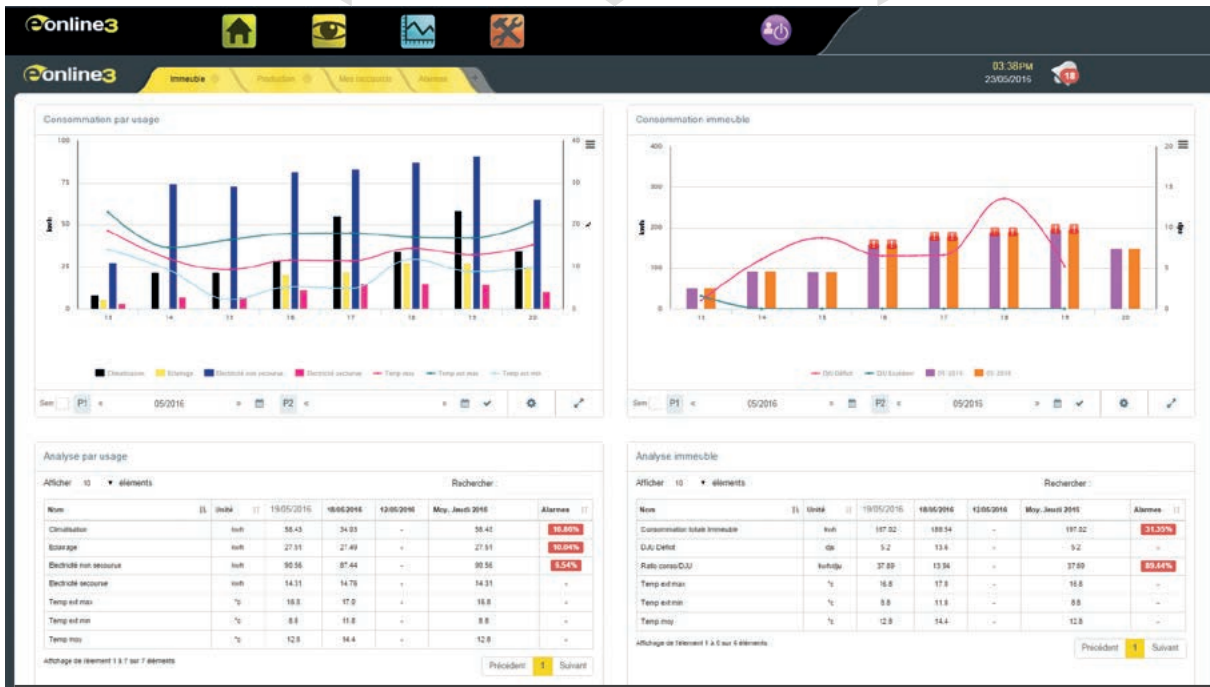 eonline3
eonline3
Immeuble
Production
Mes raccourcis
Alarmes
03:38PM
23/05/2016
18
Consommation par usage
100
75
50
25
0
kwh
40
30
20
10
0
13 14 15 16 17 18 19 20
Climatisation Eclairage Electricité non secourue Electricité secourue Temp moy Temp ext max Temp ext min
Sem P1 « 05/2016 » P2 « »
Consommation immeuble
400
300
200
100
0
kwh
20
15
10
5
0
dju
13 14 15 16 17 18 19 20
DJU Déficit DJU Excédent 05-2016 05-2016
Sem P1 « 05/2016 » P2 « 05/2016 »
Analyse par usage
Afficher 10 éléments Rechercher :
Nom Unité 19/05/2016 18/05/2016 12/05/2016 Moy. Jeudi 2016 Alarmes
Climatisation kwh 58.43 34.03 - 58.43
Eclairage kwh 27.51 27.49 - 27.51 10.04%
Electricité non secourue kwh 90.56 87.44 - 90.56 6.54%
Electricité secourue kwh 14.31 14.76 - 14.31 -
Temp ext max °c 16.8 17.8 - 16.8 -
Temp ext min °c 8.8 11.8 - 8.8 -
Temp moy °c 12.8 14.4 - 12.8 -
Affichage de l'élement 1 à 7 sur 7 éléments
Précédent 1 Suivant
Analyse immeuble
Afficher 10 éléments Rechercher :
Nom Unité 19/05/2016 18/05/2016 12/05/2016 Moy. Jeudi 2016 Alarmes
Consommation totale Immeuble kwh 197.02 - 197.02 31.35%
DJU Déficit dju 5.2 13.6 - 5.2 -
Ratio conso/DJU kwh/dju 37.89 13.94 - 37.89 89.64%
Temp ext max °c 16.8 17.8 - 16.8 -
Temp ext min °c 8.8 11.8 - 8.8 -
Temp moy °c 12.8 14.4 - 12.8 -
Affichage de l'élement 1 à 6 sur 6 éléments
Précédent 1 Suivant